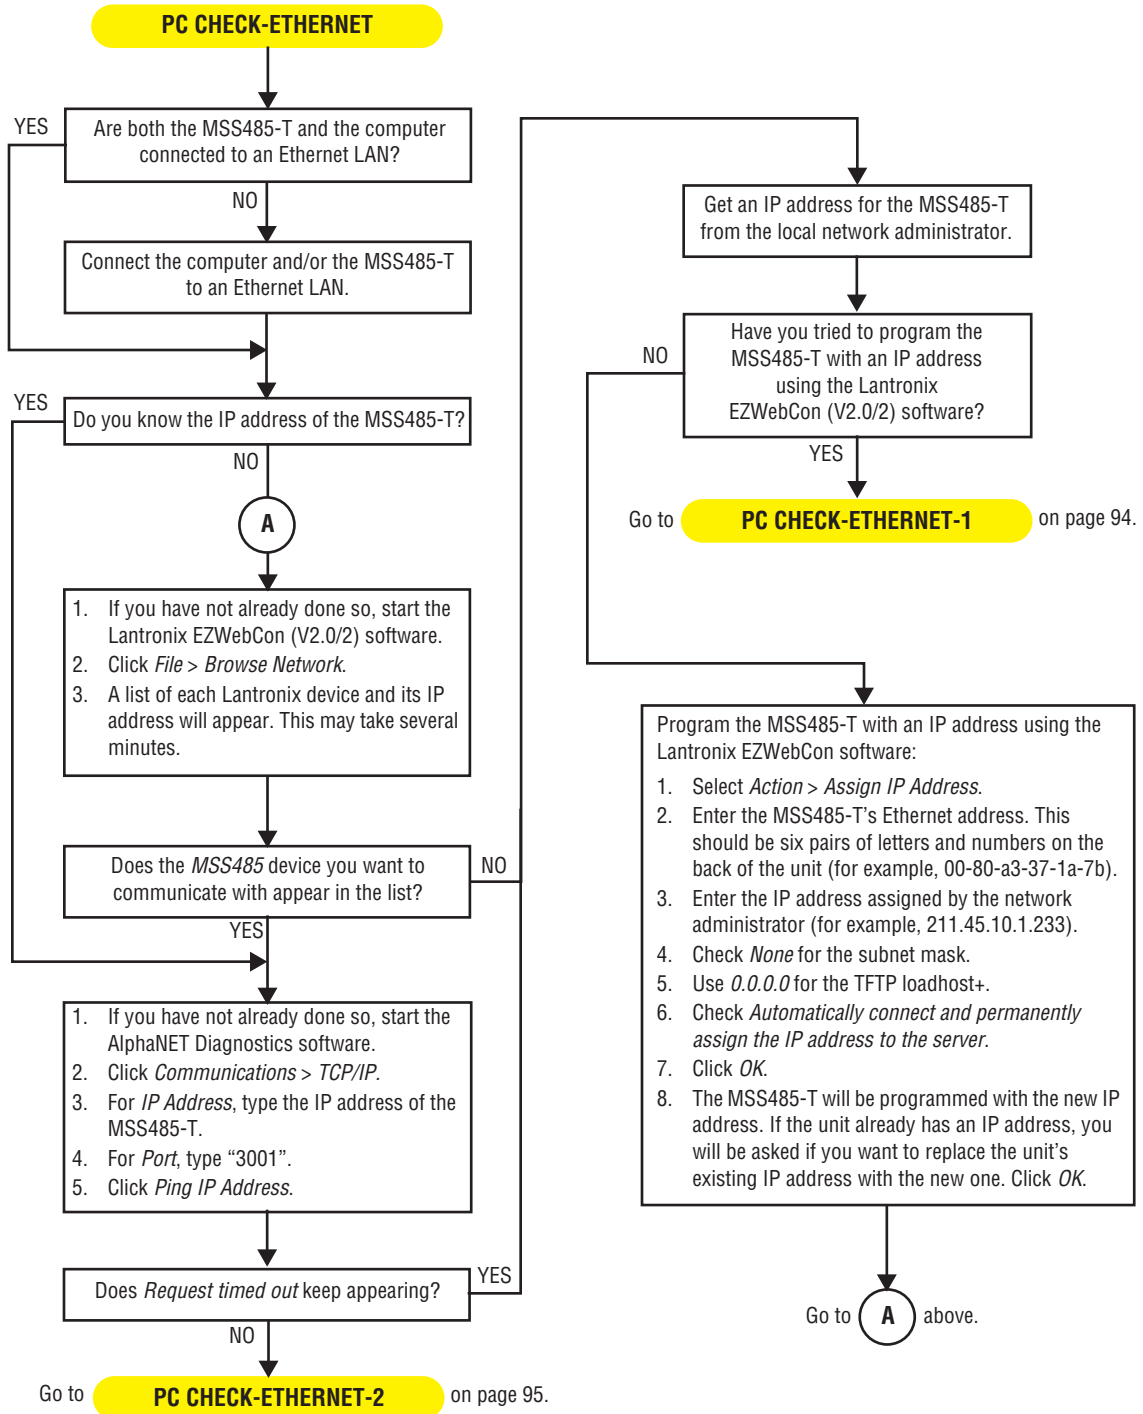 PC CHECK-ETHERNET
YES
Are both the MSS485-T and the computer
connected to an Ethernet LAN?
NO
Connect the computer and/or the MSS485-T
to an Ethernet LAN.
YES
Do you know the IP address of the MSS485-T?
NO
A
1. If you have not already done so, start the
Lantronix EZWebCon (V2.0/2) software.
2. Click File > Browse Network.
3. A list of each Lantronix device and its IP
address will appear. This may take several
minutes.
Does the MSS485 device you want to
communicate with appear in the list?
NO
YES
1. If you have not already done so, start the
AlphaNET Diagnostics software.
2. Click Communications > TCP/IP.
3. For IP Address, type the IP address of the
MSS485-T.
4. For Port, type “3001”.
5. Click Ping IP Address.
Does Request timed out keep appearing?
YES
NO
Go to PC CHECK-ETHERNET-2 on page 95.
Get an IP address for the MSS485-T
from the local network administrator.
Have you tried to program the
MSS485-T with an IP address
using the Lantronix
EZWebCon (V2.0/2) software?
NO
YES
Go to PC CHECK-ETHERNET-1 on page 94.
Program the MSS485-T with an IP address using the
Lantronix EZWebCon software:
1. Select Action > Assign IP Address.
2. Enter the MSS485-T’s Ethernet address. This
should be six pairs of letters and numbers on the
back of the unit (for example, 00-80-a3-37-1a-7b).
3. Enter the IP address assigned by the network
administrator (for example, 211.45.10.1.233).
4. Check None for the subnet mask.
5. Use 0.0.0.0 for the TFTP loadhost+.
6. Check Automatically connect and permanently
assign the IP address to the server.
7. Click OK.
8. The MSS485-T will be programmed with the new IP
address. If the unit already has an IP address, you
will be asked if you want to replace the unit’s
existing IP address with the new one. Click OK.
Go to A above.